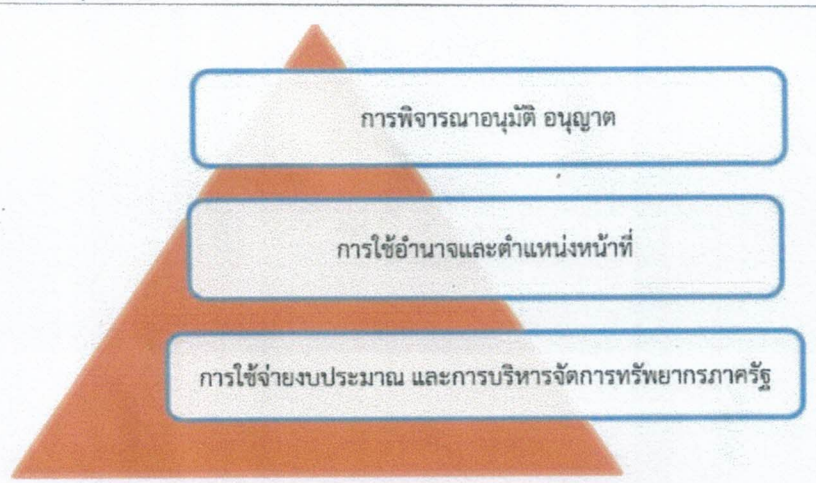 การพิจารณาอนุมัติ อนุญาต
การใช้อำนาจและตำแหน่งหน้าที่
การใช้จ่ายงบประมาณ และการบริหารจัดการทรัพยากรภาครัฐ